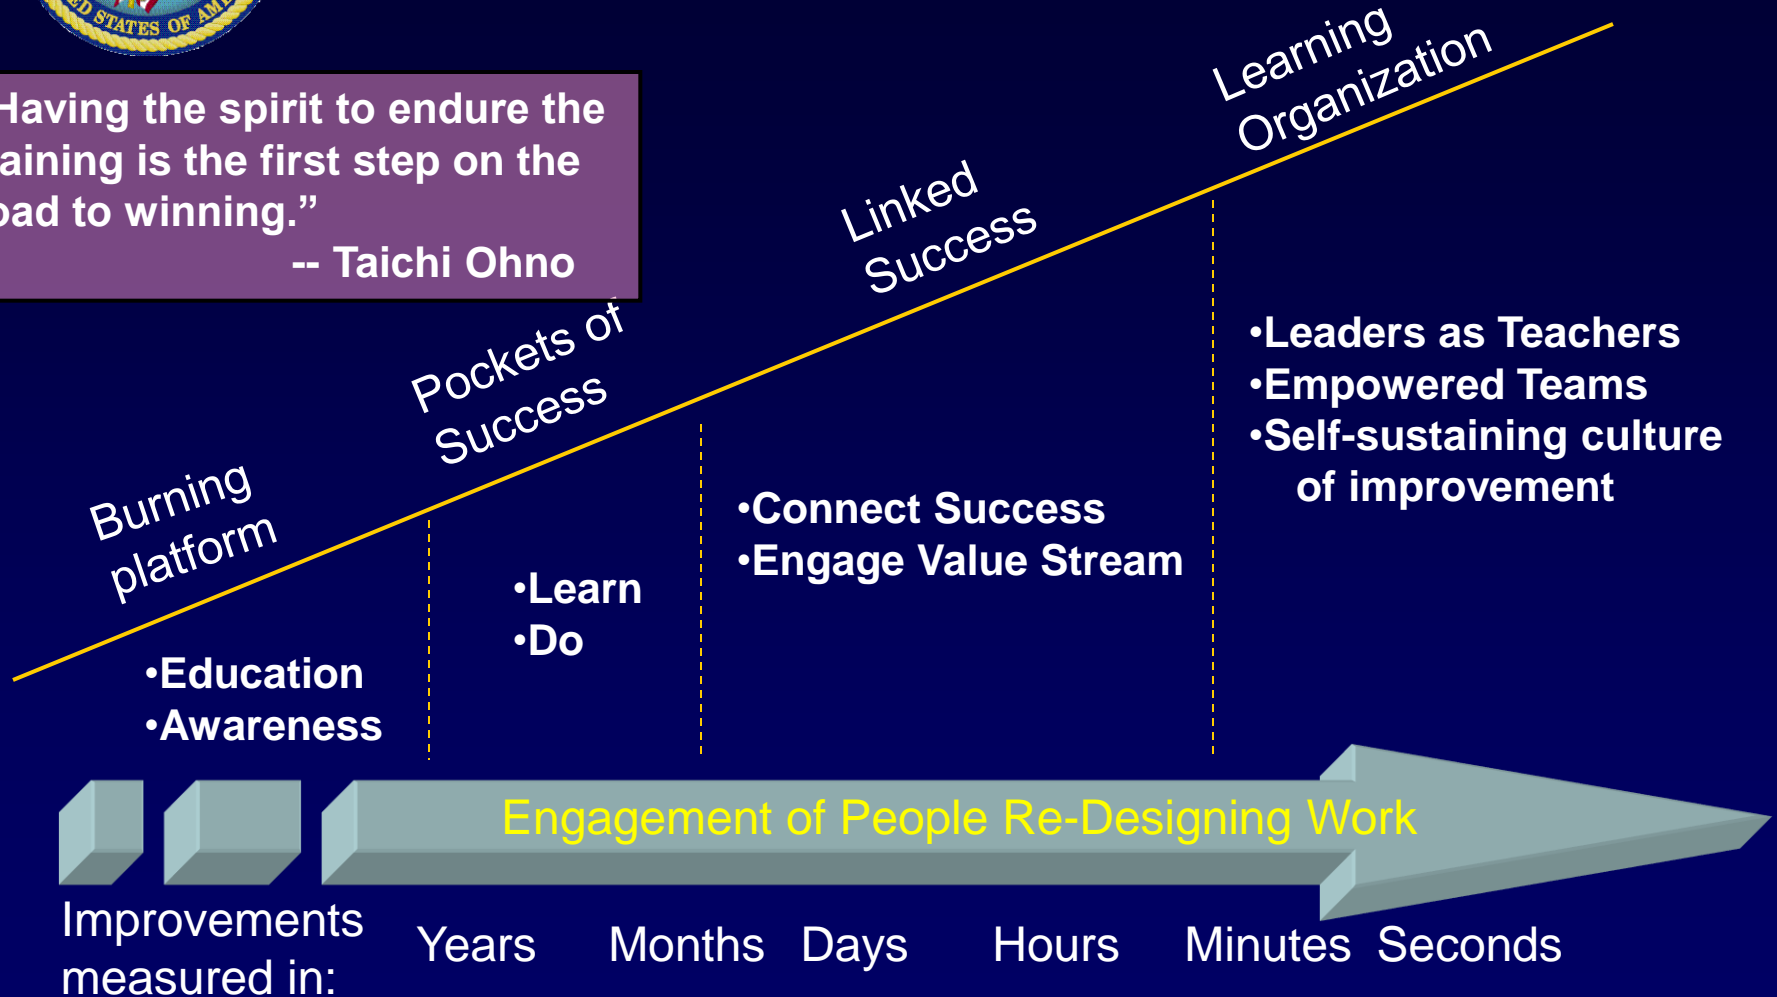 STATES OF AM
Having the spirit to endure the
aining is the first step on the
oad to winning.”
-- Taichi Ohno
Learning
Organization
Linked
Success
Pockets of
Success
Burning
platform
•Leaders as Teachers
•Empowered Teams
•Self-sustaining culture
of improvement
•Connect Success
•Engage Value Stream
•Learn
•Do
•Education
•Awareness
Engagement of People Re-Designing Work
Improvements
measured in:
Years Months Days Hours Minutes Seconds